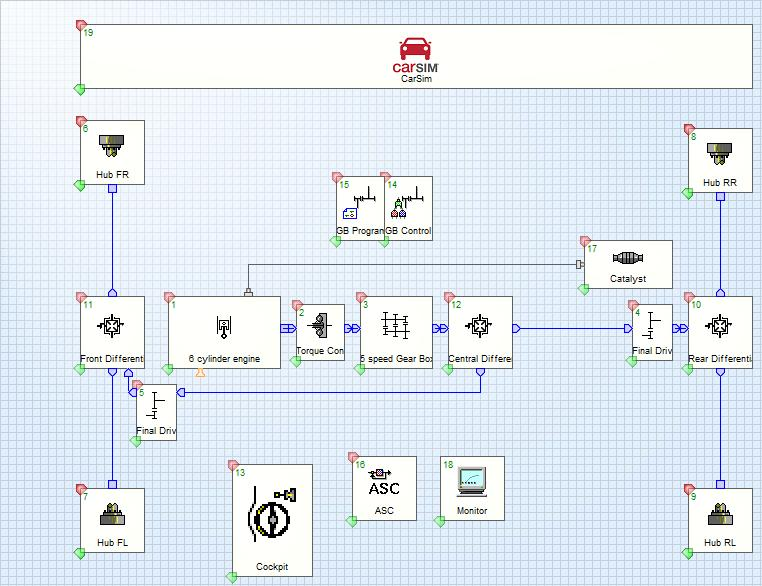 19
carSIM
CarSim
6
Hub FR
8
Hub RR
15
14
GB Progran
GB Control
17
Catalyst
11
Front Differenti
1
6 cylinder engine
2
Torque Con
3
5 speed Gear Box
12
Central Differe
4
Final Driv
10
Rear Differenti
5
Final Driv
13
Cockpit
16
ASC
ASC
18
Monitor
7
Hub FL
9
Hub RL